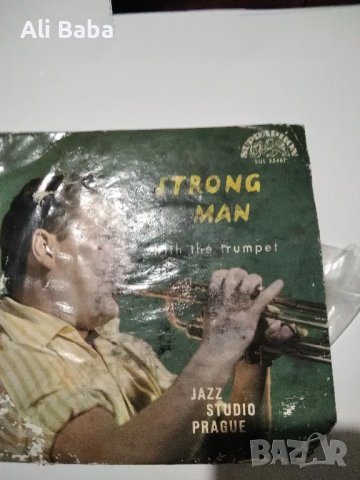 Ali Baba
SUPRAPHON
STRONG
MAN
with the trumpet
JAZZ
STUDIO
PRAGUE
BAZAR